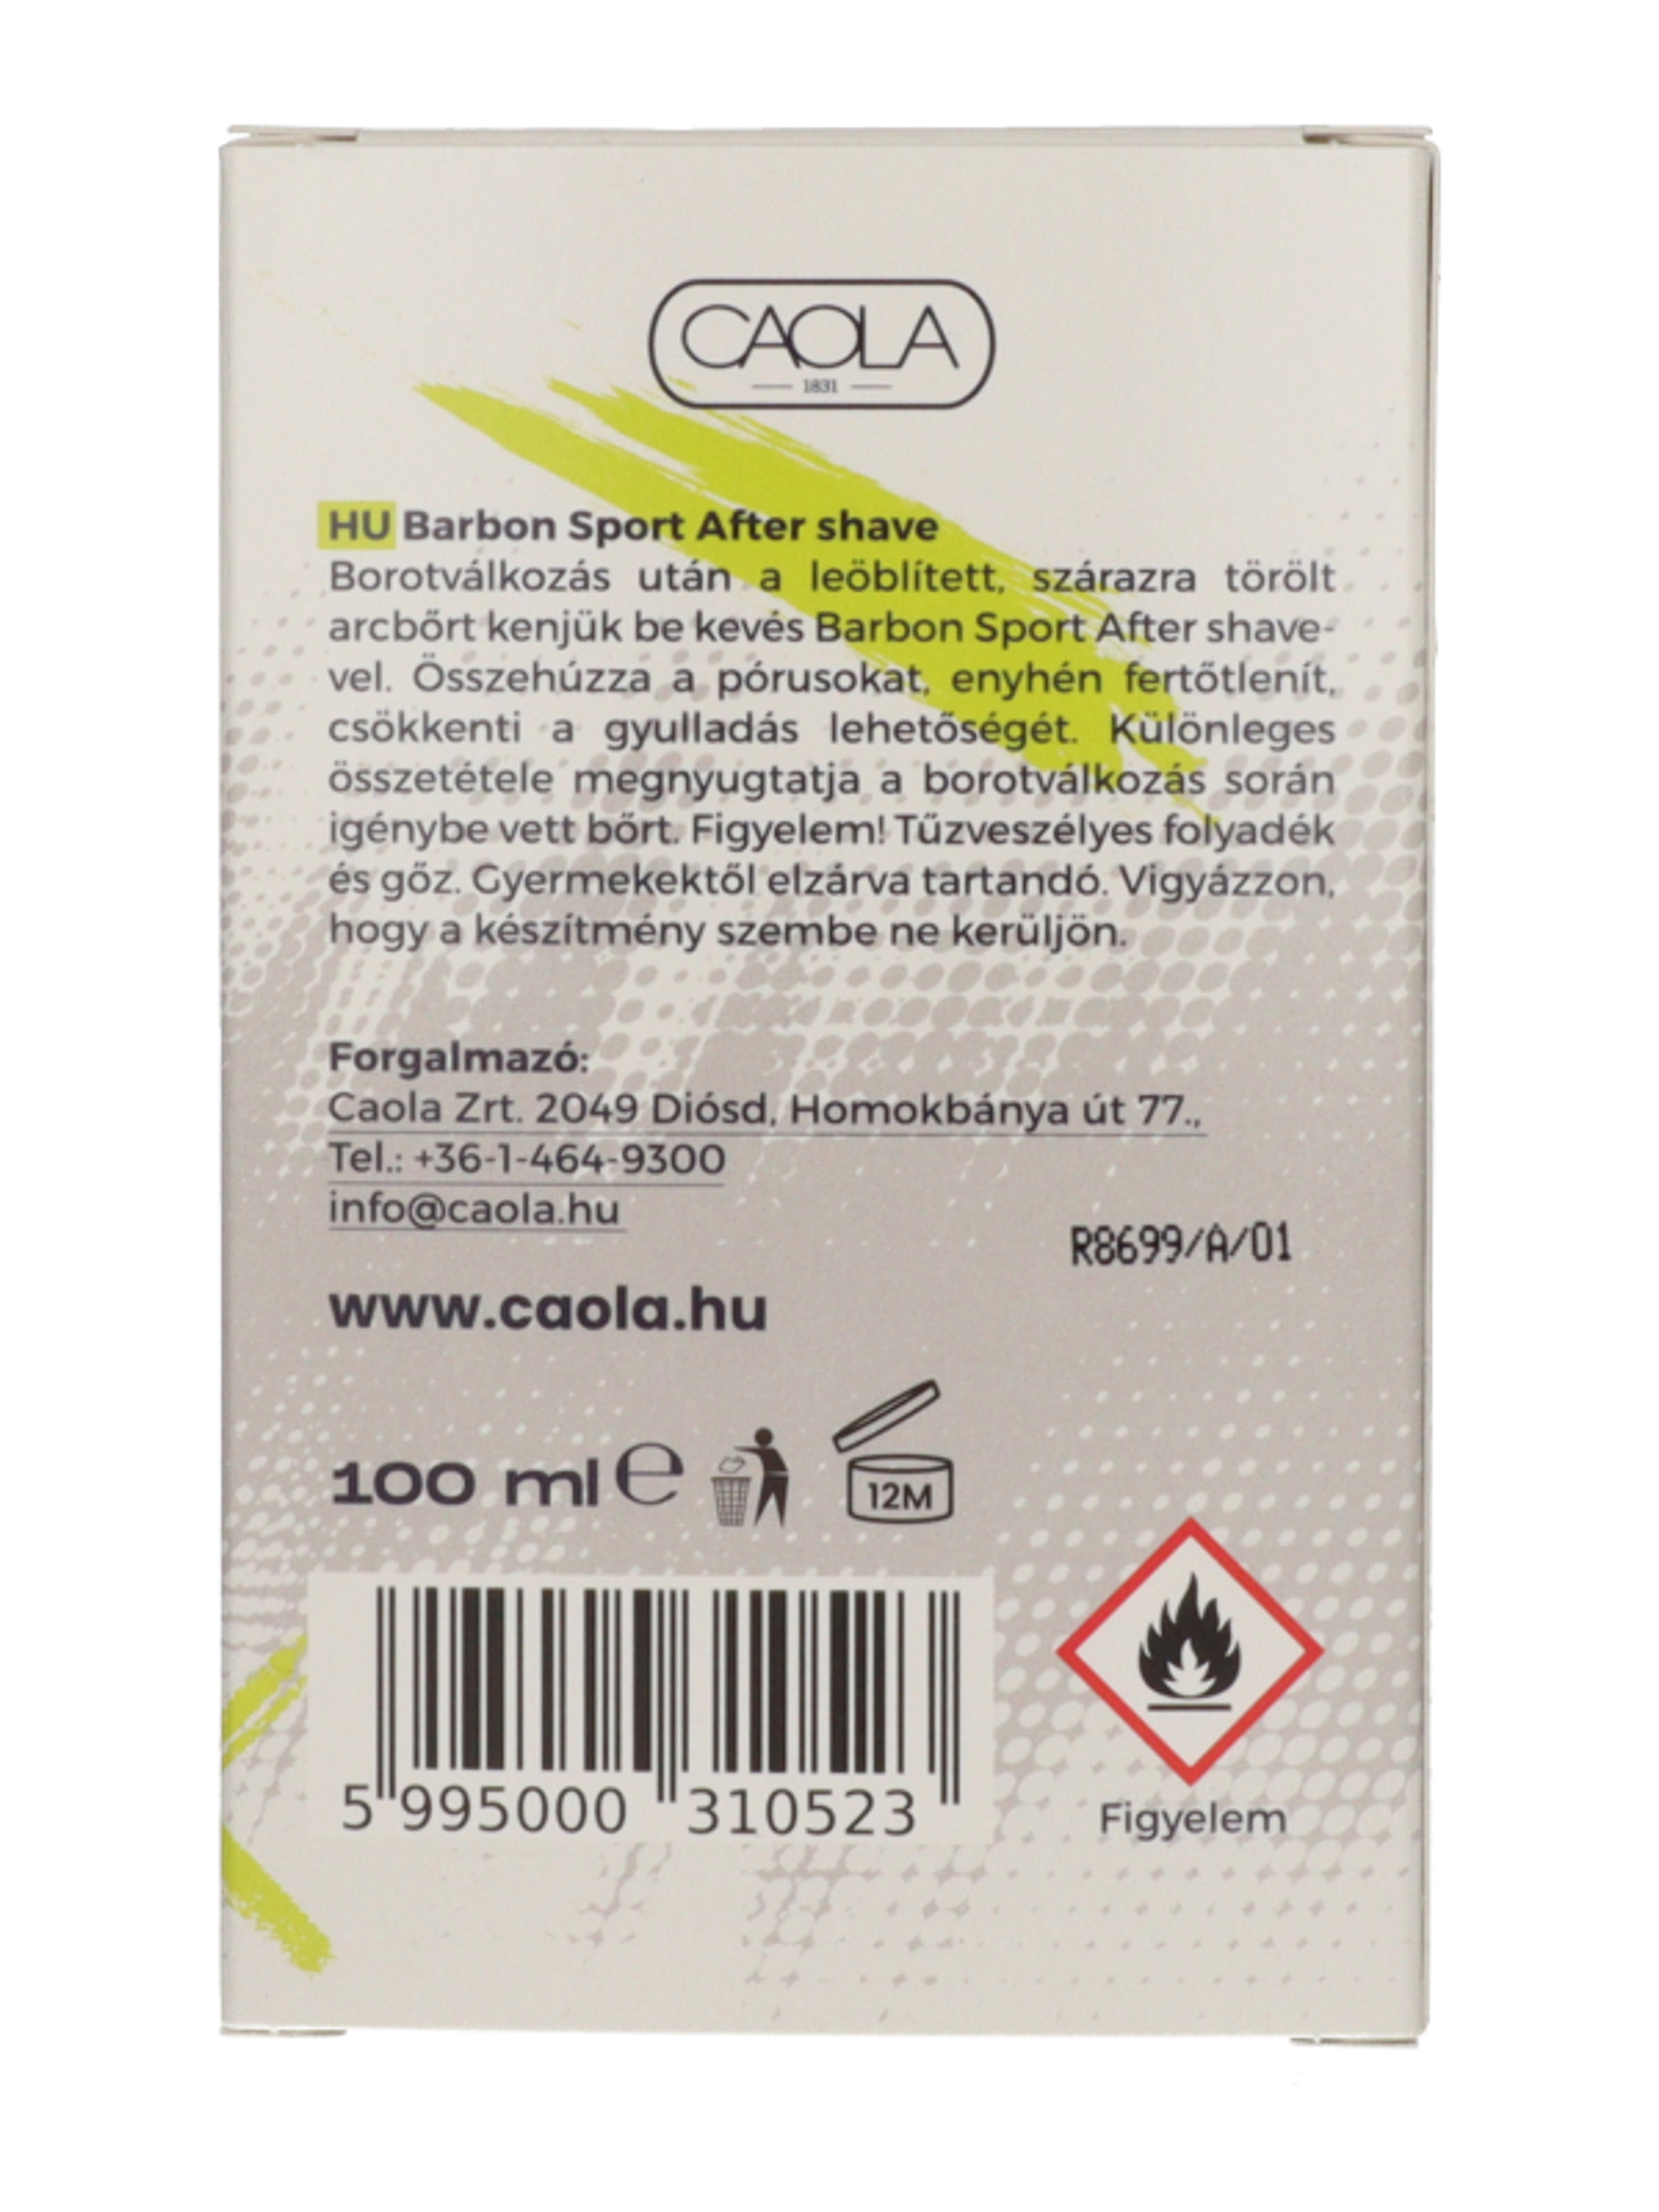 CAOLA
1831
HU Barbon Sport After shave
Borotválkozás után a leöblített, szárazra törölt
arcbőrt kenjük be kevés Barbon Sport After shave-
vel. Összehúzza a pórusokat, enyhén fertőtlenít,
csökkenti a gyulladás lehetőségét. Különleges
összetétele megnyugtatja a borotválkozás során
igénybe vett bőrt. Figyelem! Tűzveszélyes folyadék
és gőz. Gyermekektől elzárva tartandó. Vigyázzon,
hogy a készítmény szembe ne kerüljön.
Forgalmazó:
Caola Zrt. 2049 Diósd, Homokbánya út 77.,
Tel.: +36-1-464-9300
info@caola.hu
R8699/A/01
www.caola.hu
100 ml e
12M
5 995000 310523
Figyelem